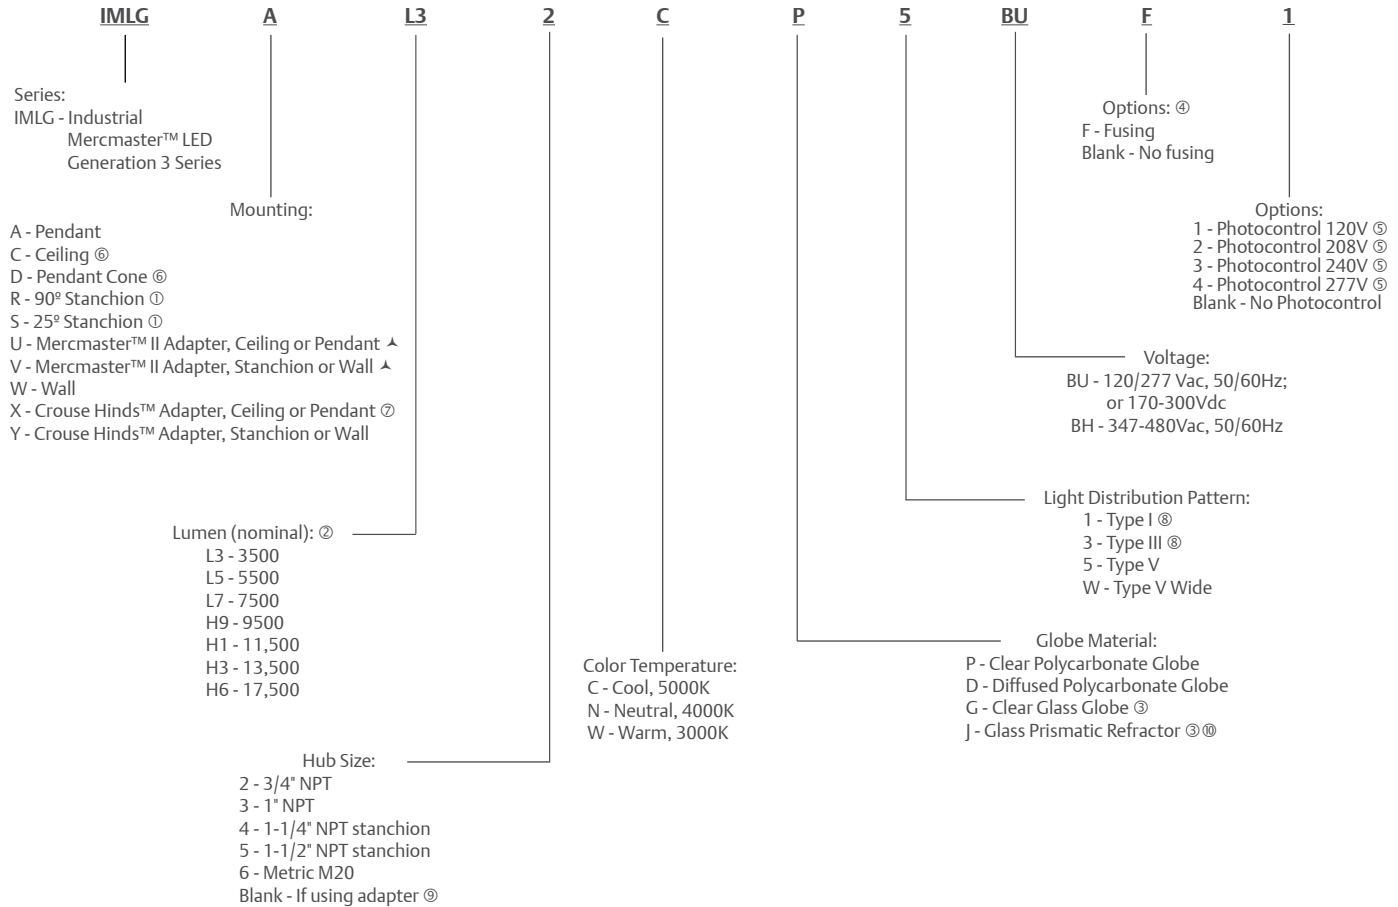 IMLG A L3 2 C P 5 BU F 1
Series:
IMLG - Industrial
Mercmaster™ LED
Generation 3 Series
Options: ④
F - Fusing
Blank - No fusing
Mounting:
A - Pendant
C - Ceiling ⑥
D - Pendant Cone ⑥
R - 90º Stanchion ①
S - 25º Stanchion ①
U - Mercmaster™ II Adapter, Ceiling or Pendant ⅄
V - Mercmaster™ II Adapter, Stanchion or Wall ⅄
W - Wall
X - Crouse Hinds™ Adapter, Ceiling or Pendant ⑦
Y - Crouse Hinds™ Adapter, Stanchion or Wall
Options:
1 - Photocontrol 120V ⑤
2 - Photocontrol 208V ⑤
3 - Photocontrol 240V ⑤
4 - Photocontrol 277V ⑤
Blank - No Photocontrol
Voltage:
BU - 120/277 Vac, 50/60Hz;
or 170-300Vdc
BH - 347-480Vac, 50/60Hz
Light Distribution Pattern:
1 - Type I ⑧
3 - Type III ⑧
5 - Type V
W - Type V Wide
Lumen (nominal): ②
L3 - 3500
L5 - 5500
L7 - 7500
H9 - 9500
H1 - 11,500
H3 - 13,500
H6 - 17,500
Globe Material:
P - Clear Polycarbonate Globe
D - Diffused Polycarbonate Globe
G - Clear Glass Globe ③
J - Glass Prismatic Refractor ③⑩
Color Temperature:
C - Cool, 5000K
N - Neutral, 4000K
W - Warm, 3000K
Hub Size:
2 - 3/4" NPT
3 - 1" NPT
4 - 1-1/4" NPT stanchion
5 - 1-1/2" NPT stanchion
6 - Metric M20
Blank - If using adapter ⑨